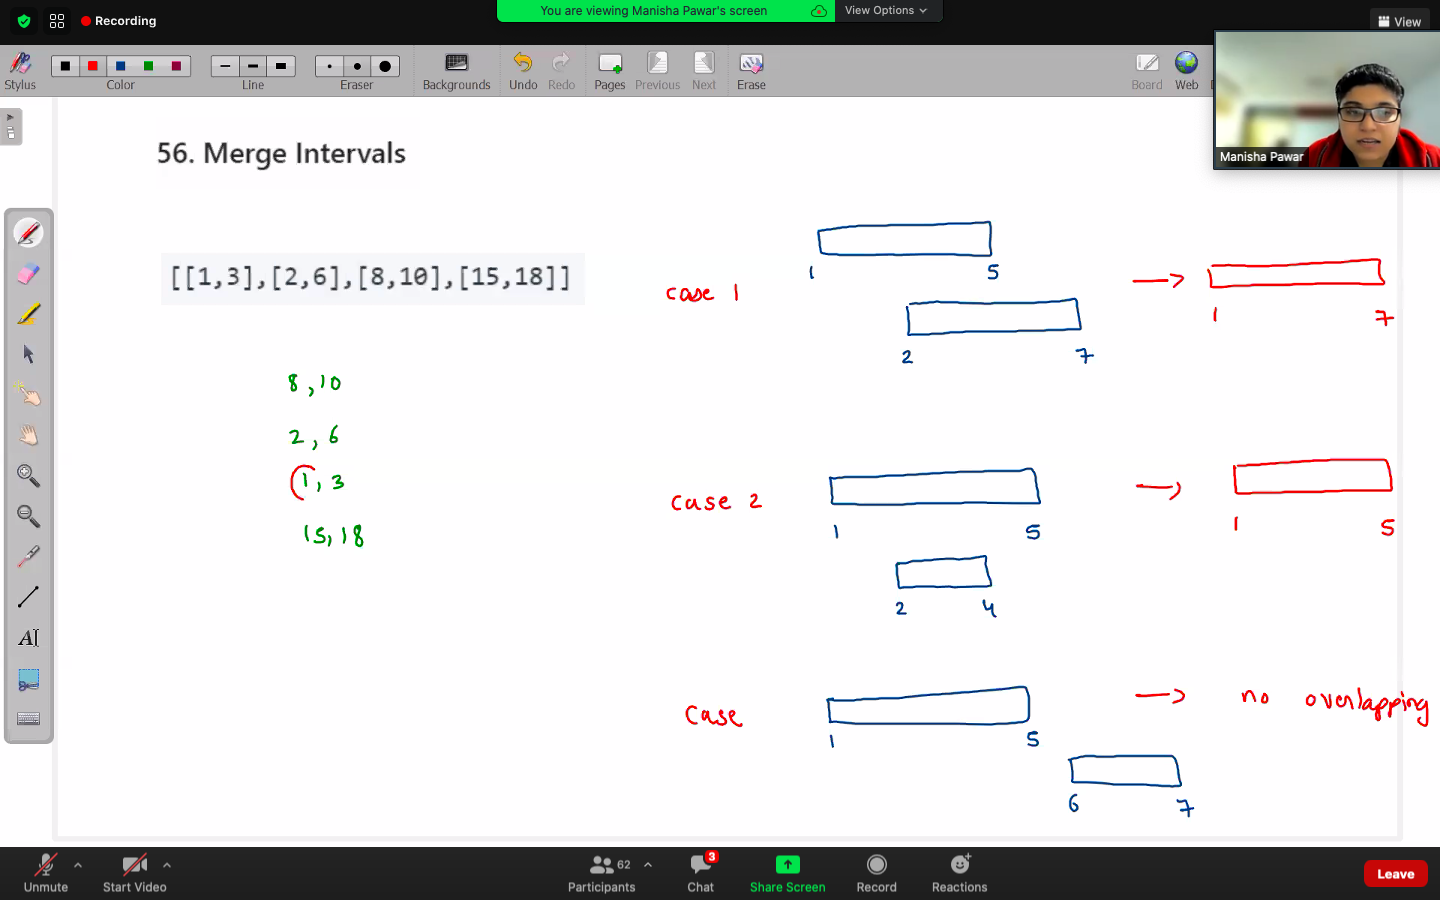 Recording
You are viewing Manisha Pawar's screen
View Options
View
Stylus
Color
Line
Eraser
Backgrounds
Undo
Redo
Pages
Previous
Next
Erase
Board
Web
Manisha Pawar
56. Merge Intervals
[[1,3],[2,6],[8,10],[15,18]]
8,10
2,6
1,3
15,18
case 1
1 5
2 7
1 7
case 2
1 5
2 4
1 5
case
1 5
6 7
no overlapping
AI
Unmute
Start Video
Participants
62
Chat
3
Share Screen
Record
Reactions
Leave